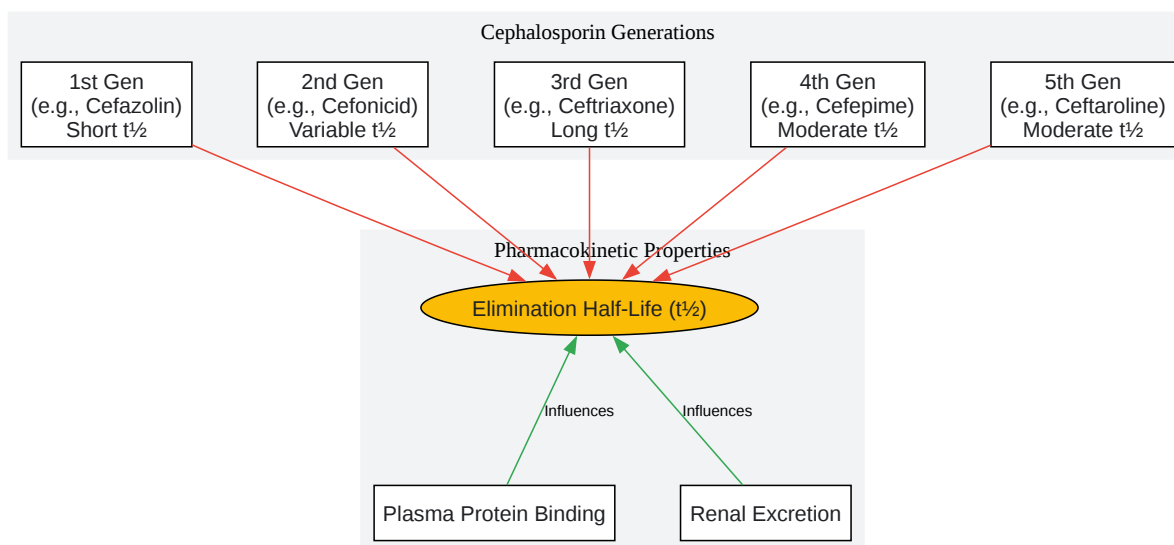 Cephalosporin Generations
1st Gen
(e.g., Cefazolin)
Short t½
2nd Gen
(e.g., Cefonicid)
Variable t½
3rd Gen
(e.g., Ceftriaxone)
Long t½
4th Gen
(e.g., Cefepime)
Moderate t½
5th Gen
(e.g., Ceftaroline)
Moderate t½
Pharmacokinetic Properties
Elimination Half-Life (t½)
Influences
Influences
Plasma Protein Binding
Renal Excretion